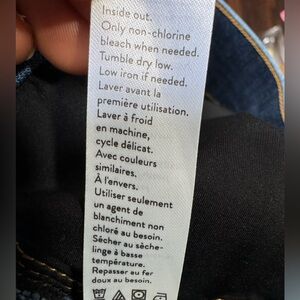 Inside out.
Only non-chlorine
bleach when needed.
Tumble dry low.
Low iron if needed.
Laver avant la
première utilisation.
Laver à froid
en machine,
cycle délicat.
Avec couleurs
similaires.
À l'envers.
Utiliser seulement
un agent de
blanchiment non
chloré au besoin.
Sécher au sèche-
linge à basse
température.
Repasser au fer
doux au besoin.